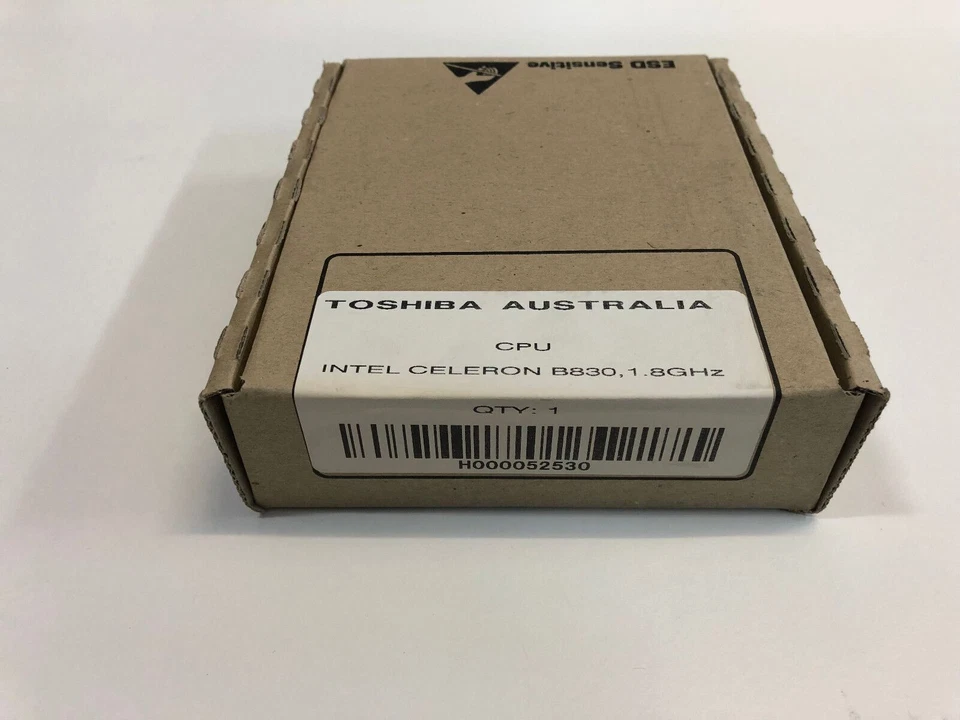 ESD Sensitive
TOSHIBA AUSTRALIA
CPU
INTEL CELERON B830,1.8GHz
QTY: 1
H000052530